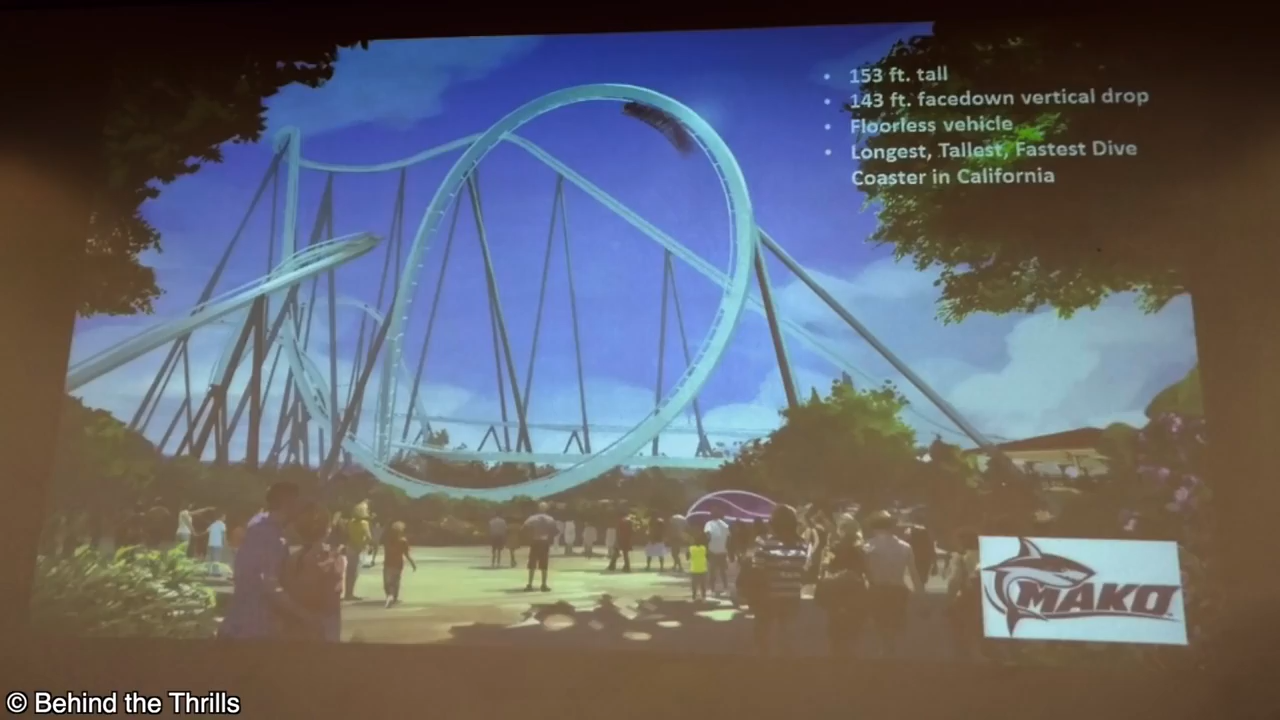 • 153 ft. tall
• 143 ft. facedown vertical drop
• Floorless vehicle
• Longest, Tallest, Fastest Dive
Coaster in California
MAKO
© Behind the Thrills